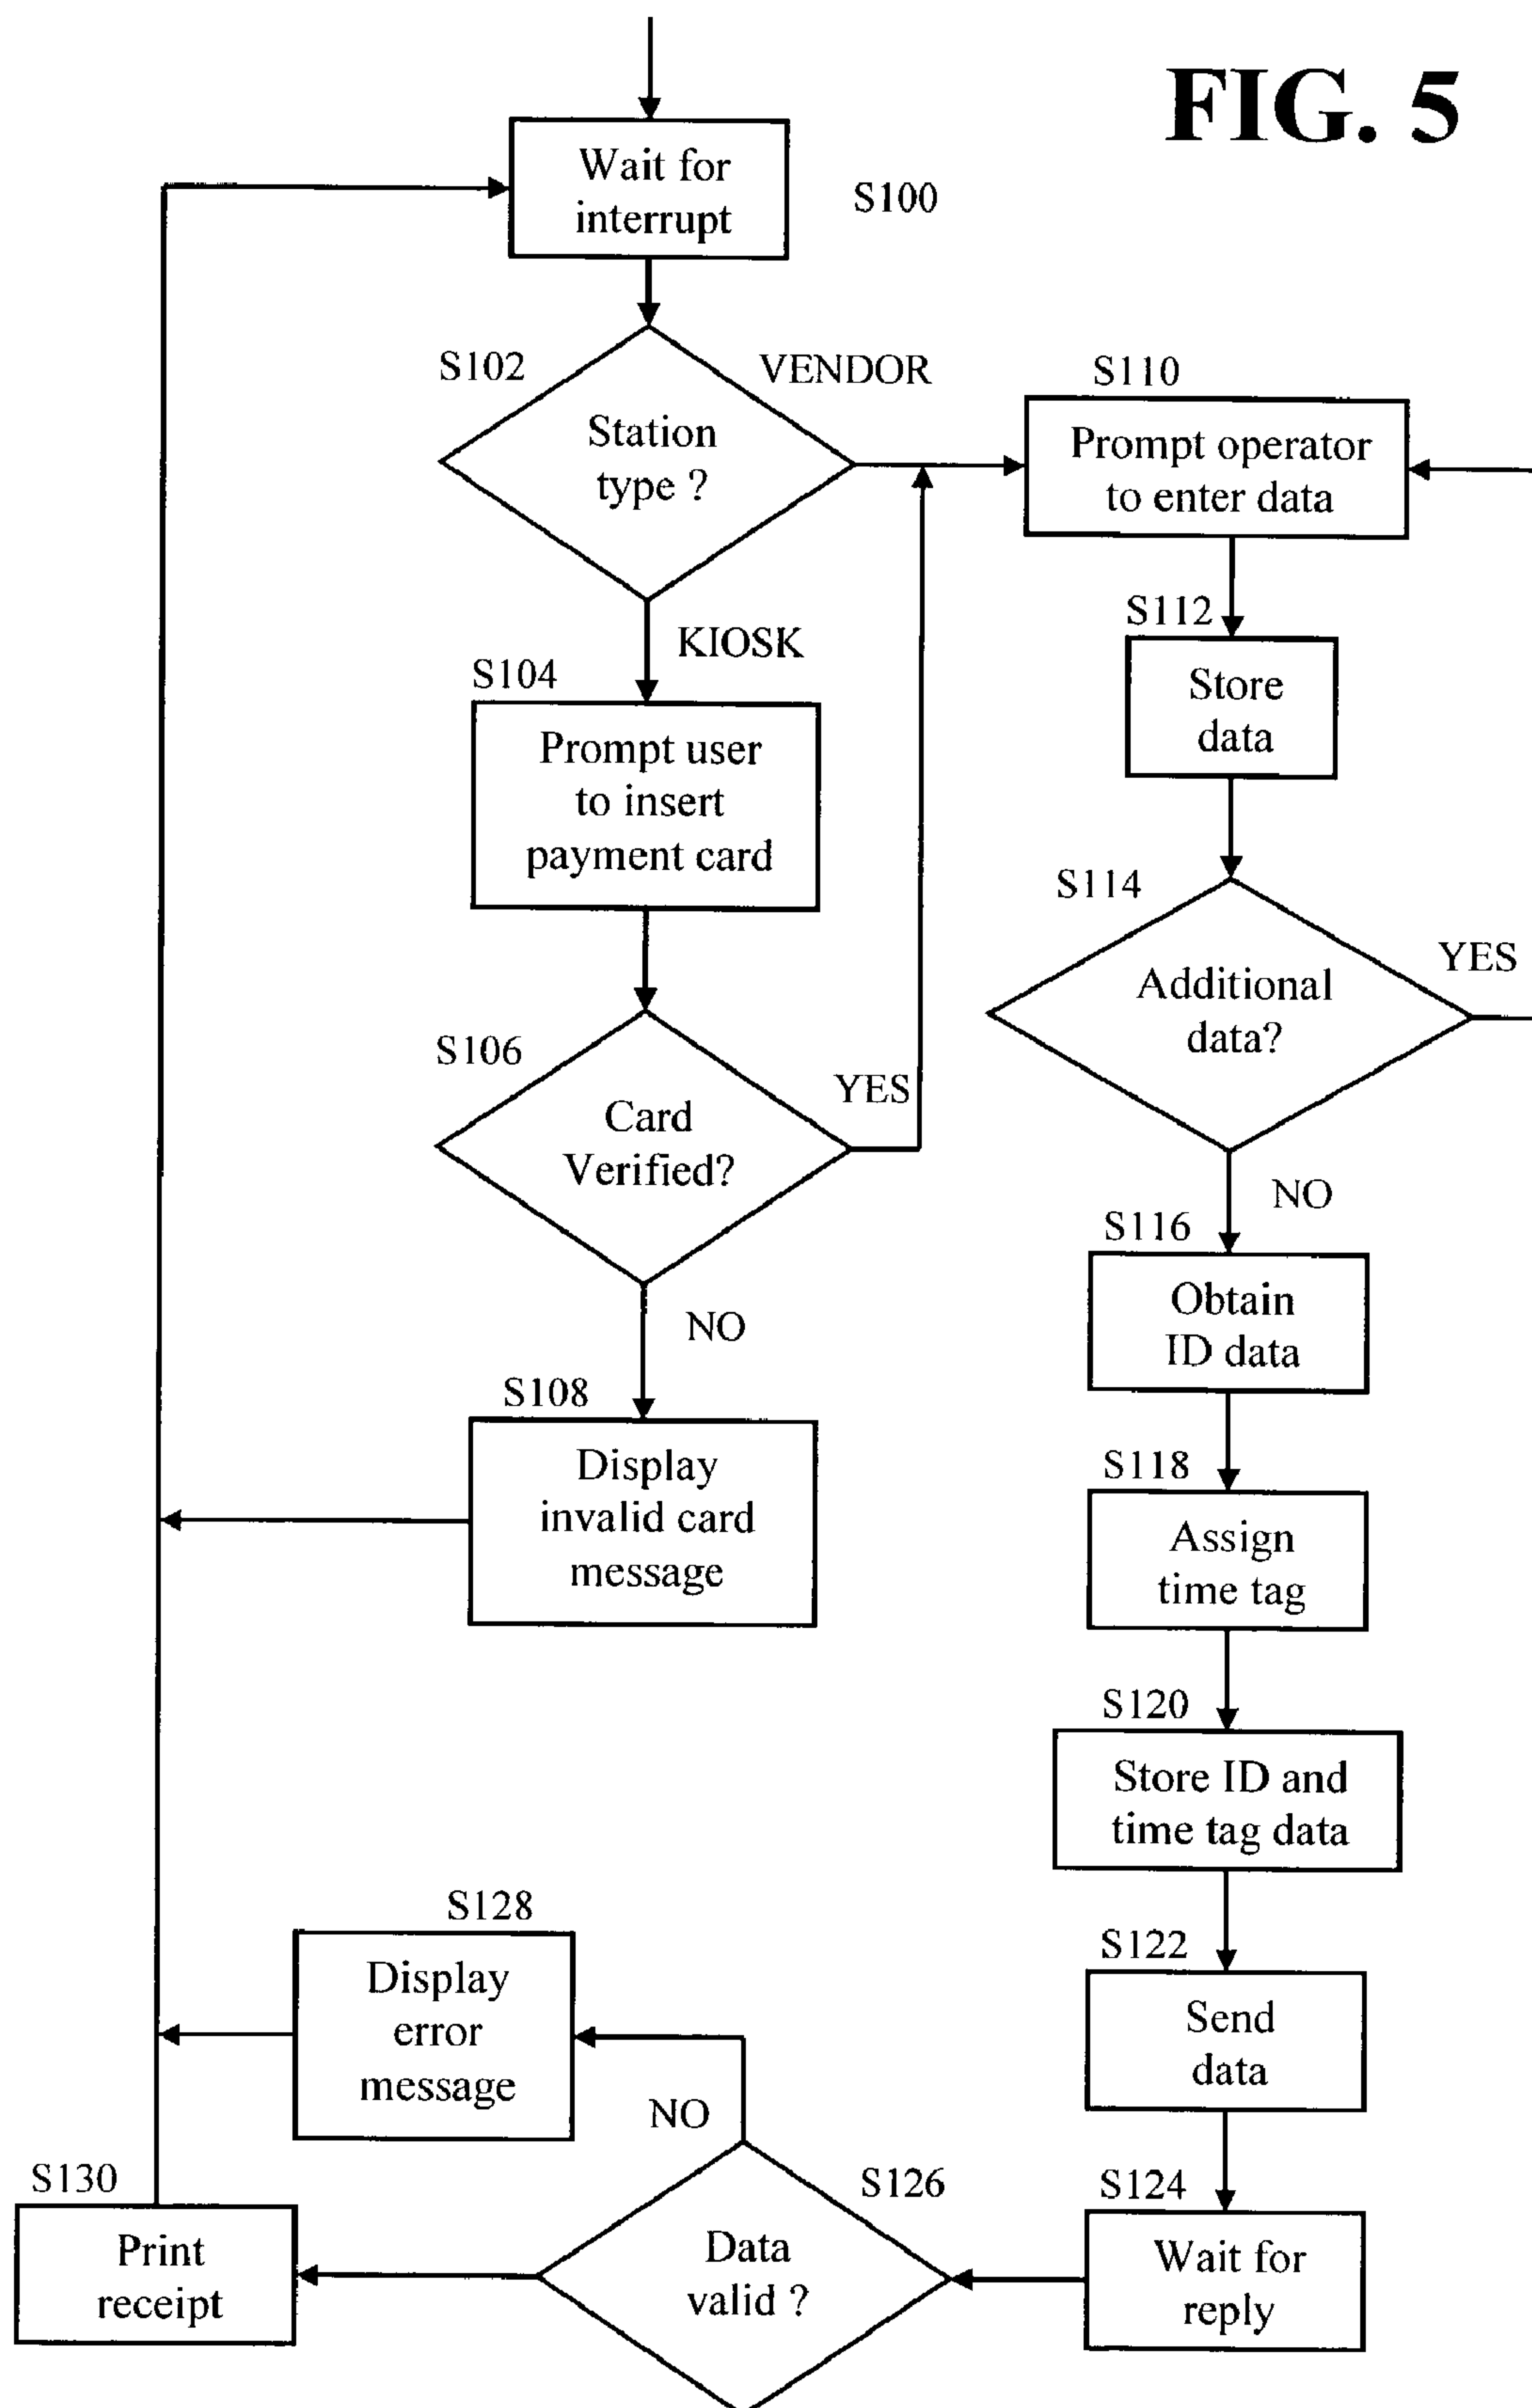 FIG. 5
Wait for
interrupt
S100
S102
VENDOR
Station
type ?
S110
Prompt operator
to enter data
KIOSK
S104
Prompt user
to insert
payment card
S112
Store
data
S114
Additional
data?
YES
S106
Card
Verified?
YES
NO
S116
Obtain
ID data
NO
S108
Display
invalid card
message
S118
Assign
time tag
S120
Store ID and
time tag data
S122
Send
data
S128
Display
error
message
NO
S124
Wait for
reply
S126
Data
valid ?
S130
Print
receipt